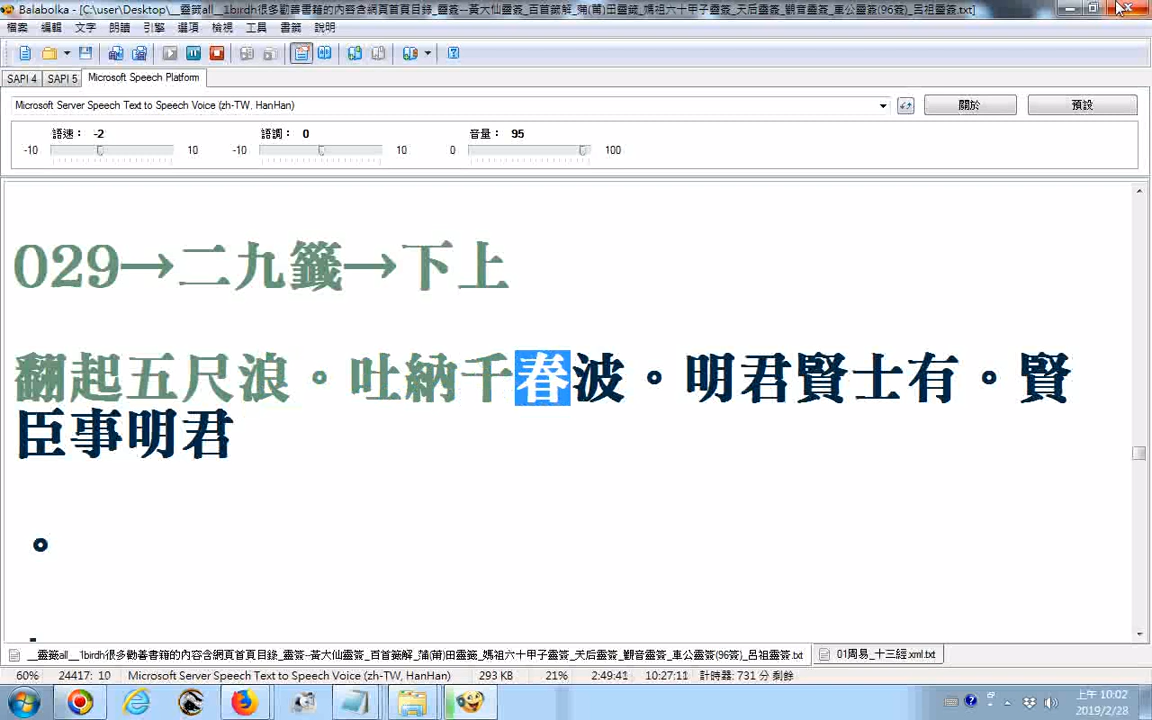 Balabolka - [C:\user\Desktop\__靈籤all__1birdh很多勸善書籍的內容含網頁首頁目錄_靈簽--黃大仙靈簽_百首籤解_蒲(莆)田靈籤_媽祖六十甲子靈簽_天后靈簽_觀音靈簽_車公靈簽(96簽)_呂祖靈簽.txt]
檔案 編輯 文字 朗讀 引擎 選項 檢視 工具 書籤 說明
SAPI 4 SAPI 5 Microsoft Speech Platform
Microsoft Server Speech Text to Speech Voice (zh-TW, HanHan) 關於 預設
語速： -2 語調： 0 音量： 95
-10 10 -10 10 0 100
029→二九籤→下上
翻起五尺浪。吐納千春波。明君賢士有。賢
臣事明君
。
__靈籤all__1birdh很多勸善書籍的內容含網頁首頁目錄_靈簽--黃大仙靈簽_百首籤解_蒲(莆)田靈籤_媽祖六十甲子靈簽_天后靈簽_觀音靈簽_車公靈簽(96簽)_呂祖靈簽.txt 01周易_十三經.xml.txt
60% 24417: 10 Microsoft Server Speech Text to Speech Voice (zh-TW, HanHan) 293 KB 21% 2:49:41 10:27:11 計時器: 731 分 剩餘
上午 10:02
2019/2/28